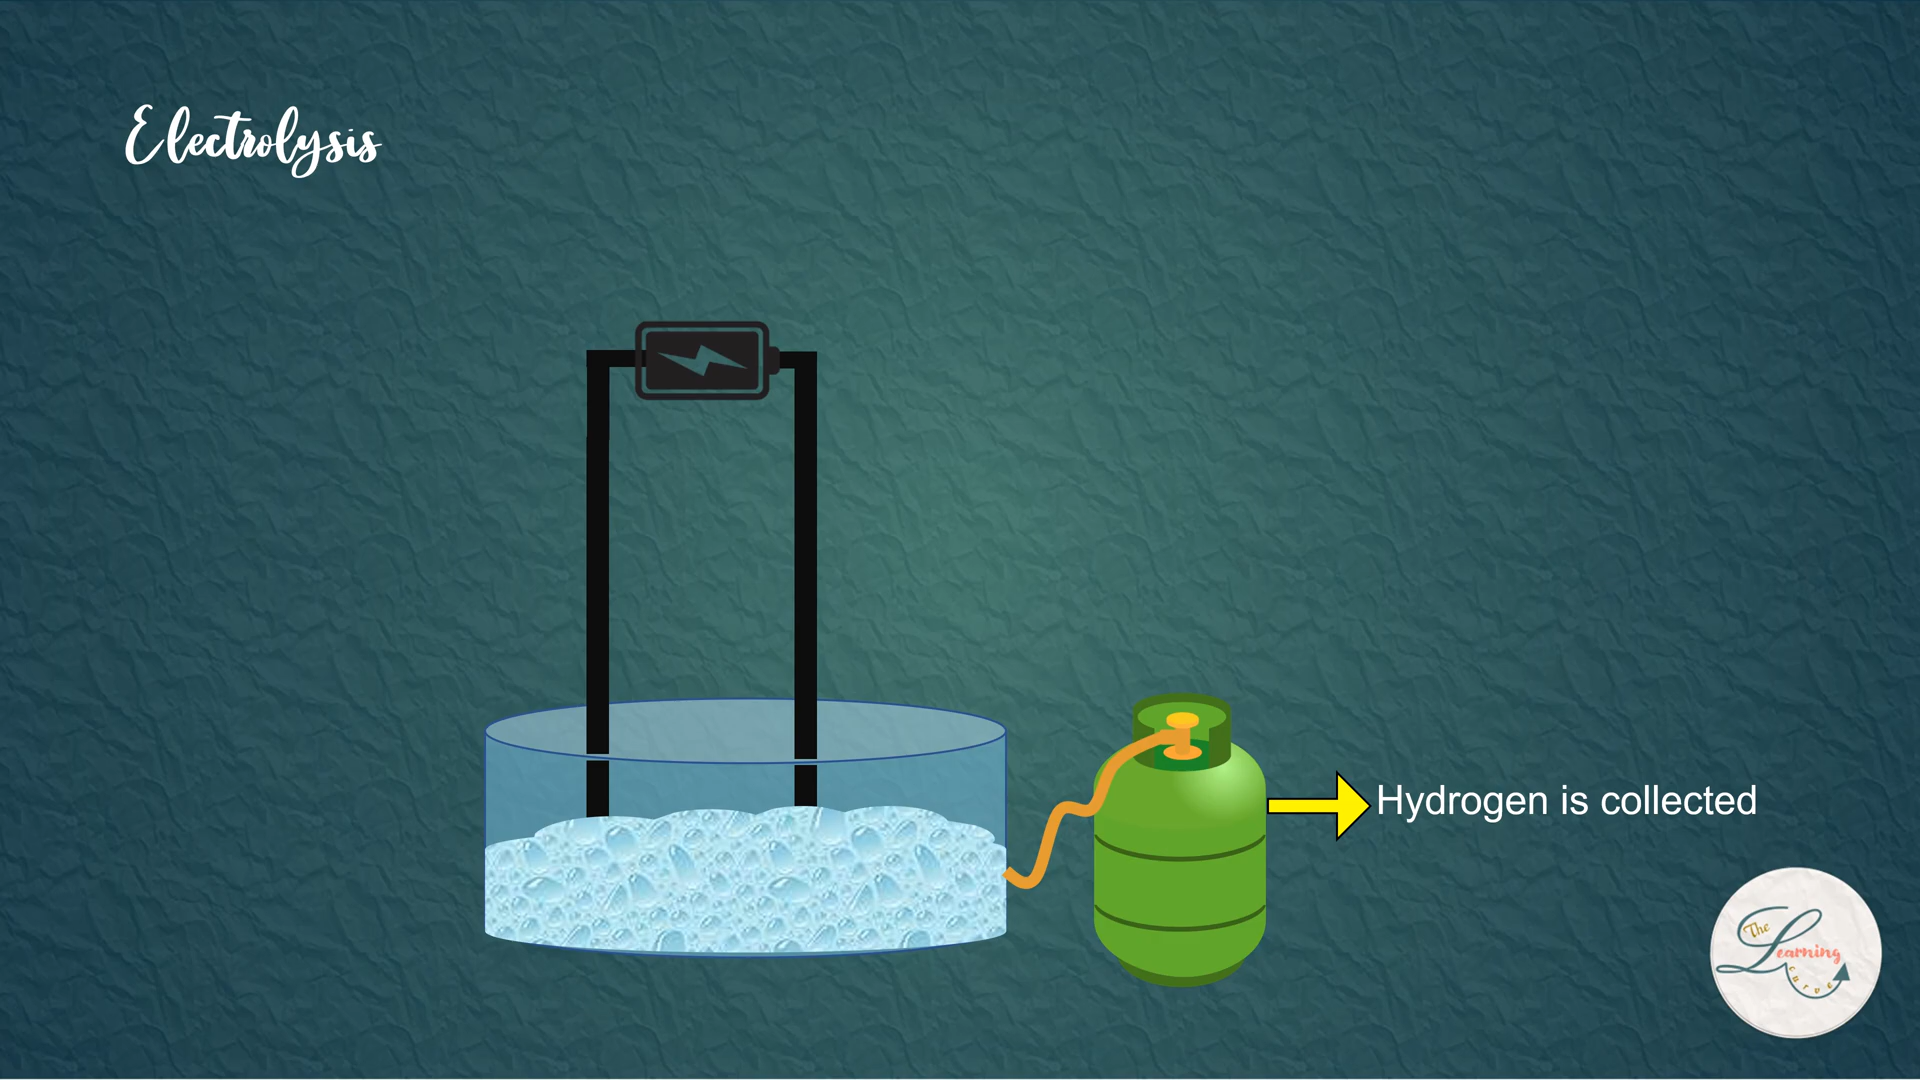 Electrolysis
Hydrogen is collected
The
Learning
curve